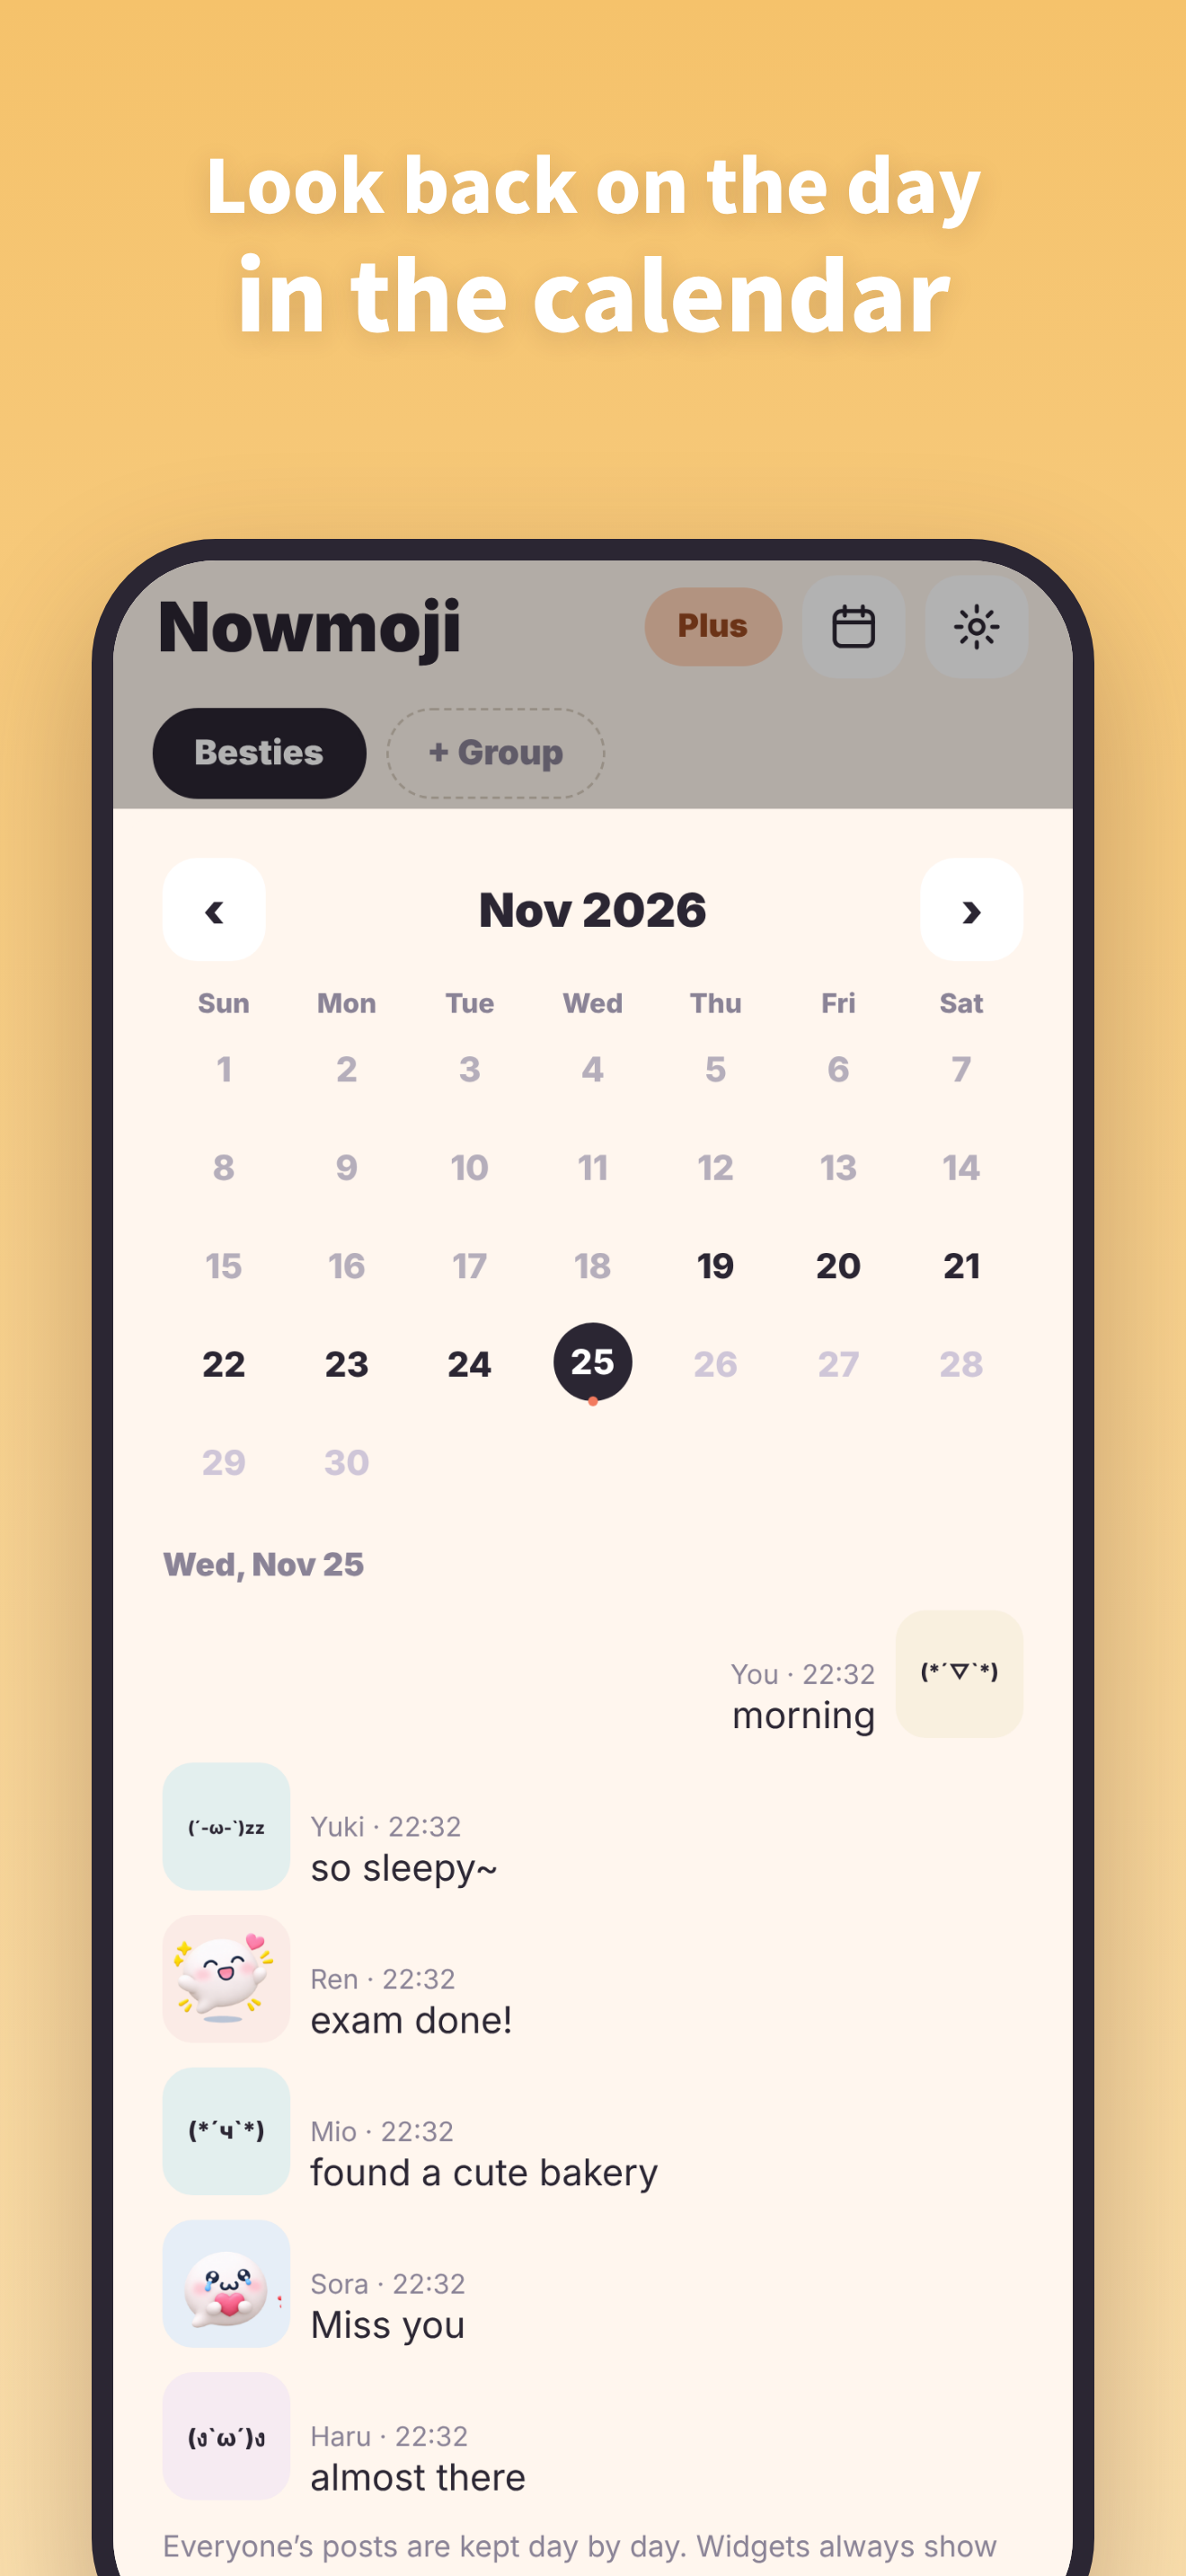 Look back on the day
in the calendar
Nowmoji
Plus
Besties
+ Group
‹ Nov 2026 ›
Sun Mon Tue Wed Thu Fri Sat
1 2 3 4 5 6 7
8 9 10 11 12 13 14
15 16 17 18 19 20 21
22 23 24 25 26 27 28
29 30
Wed, Nov 25
You · 22:32
morning
(*´▽`*)
(´-ω-`)zz
Yuki · 22:32
so sleepy~
Ren · 22:32
exam done!
(*´ч`*)
Mio · 22:32
found a cute bakery
Sora · 22:32
Miss you
(ง`ω´)ง
Haru · 22:32
almost there
Everyone’s posts are kept day by day. Widgets always show